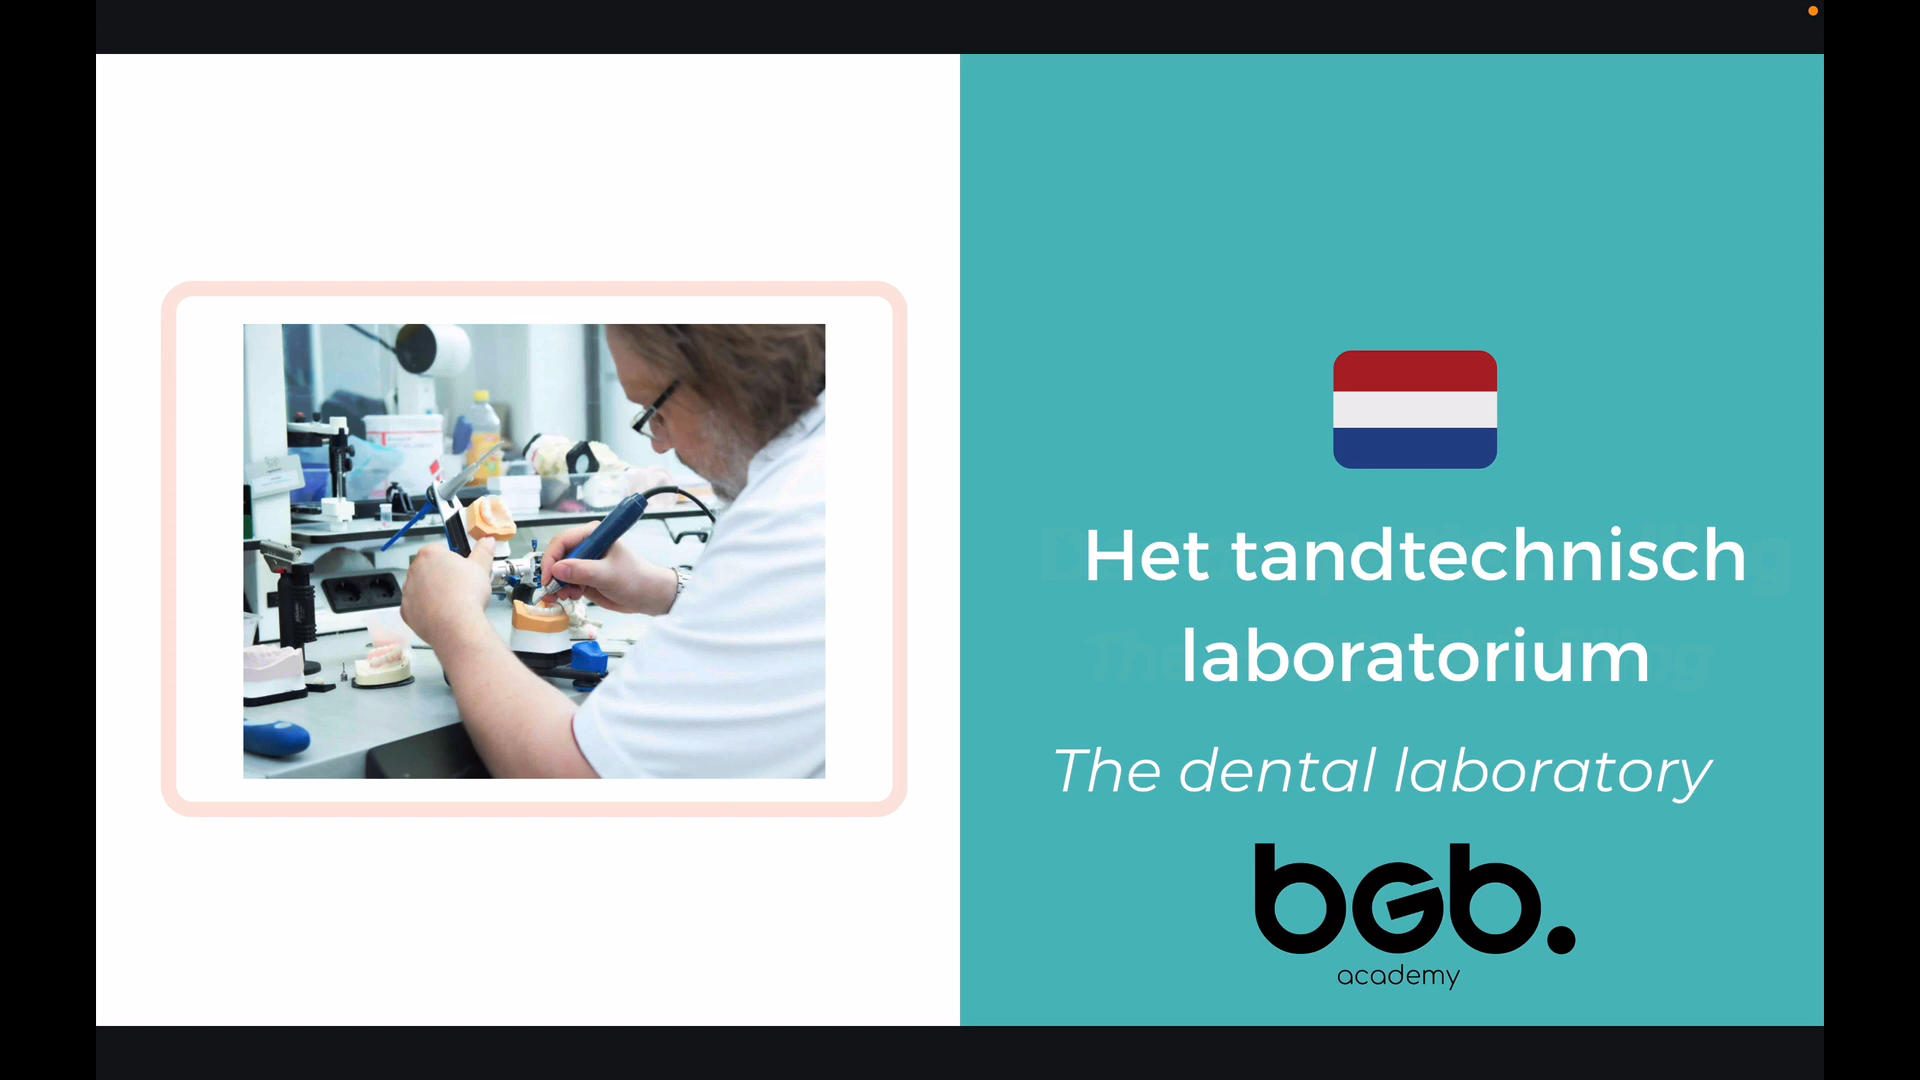 Het tandtechnisch
laboratorium
The dental laboratory
bGb.
academy